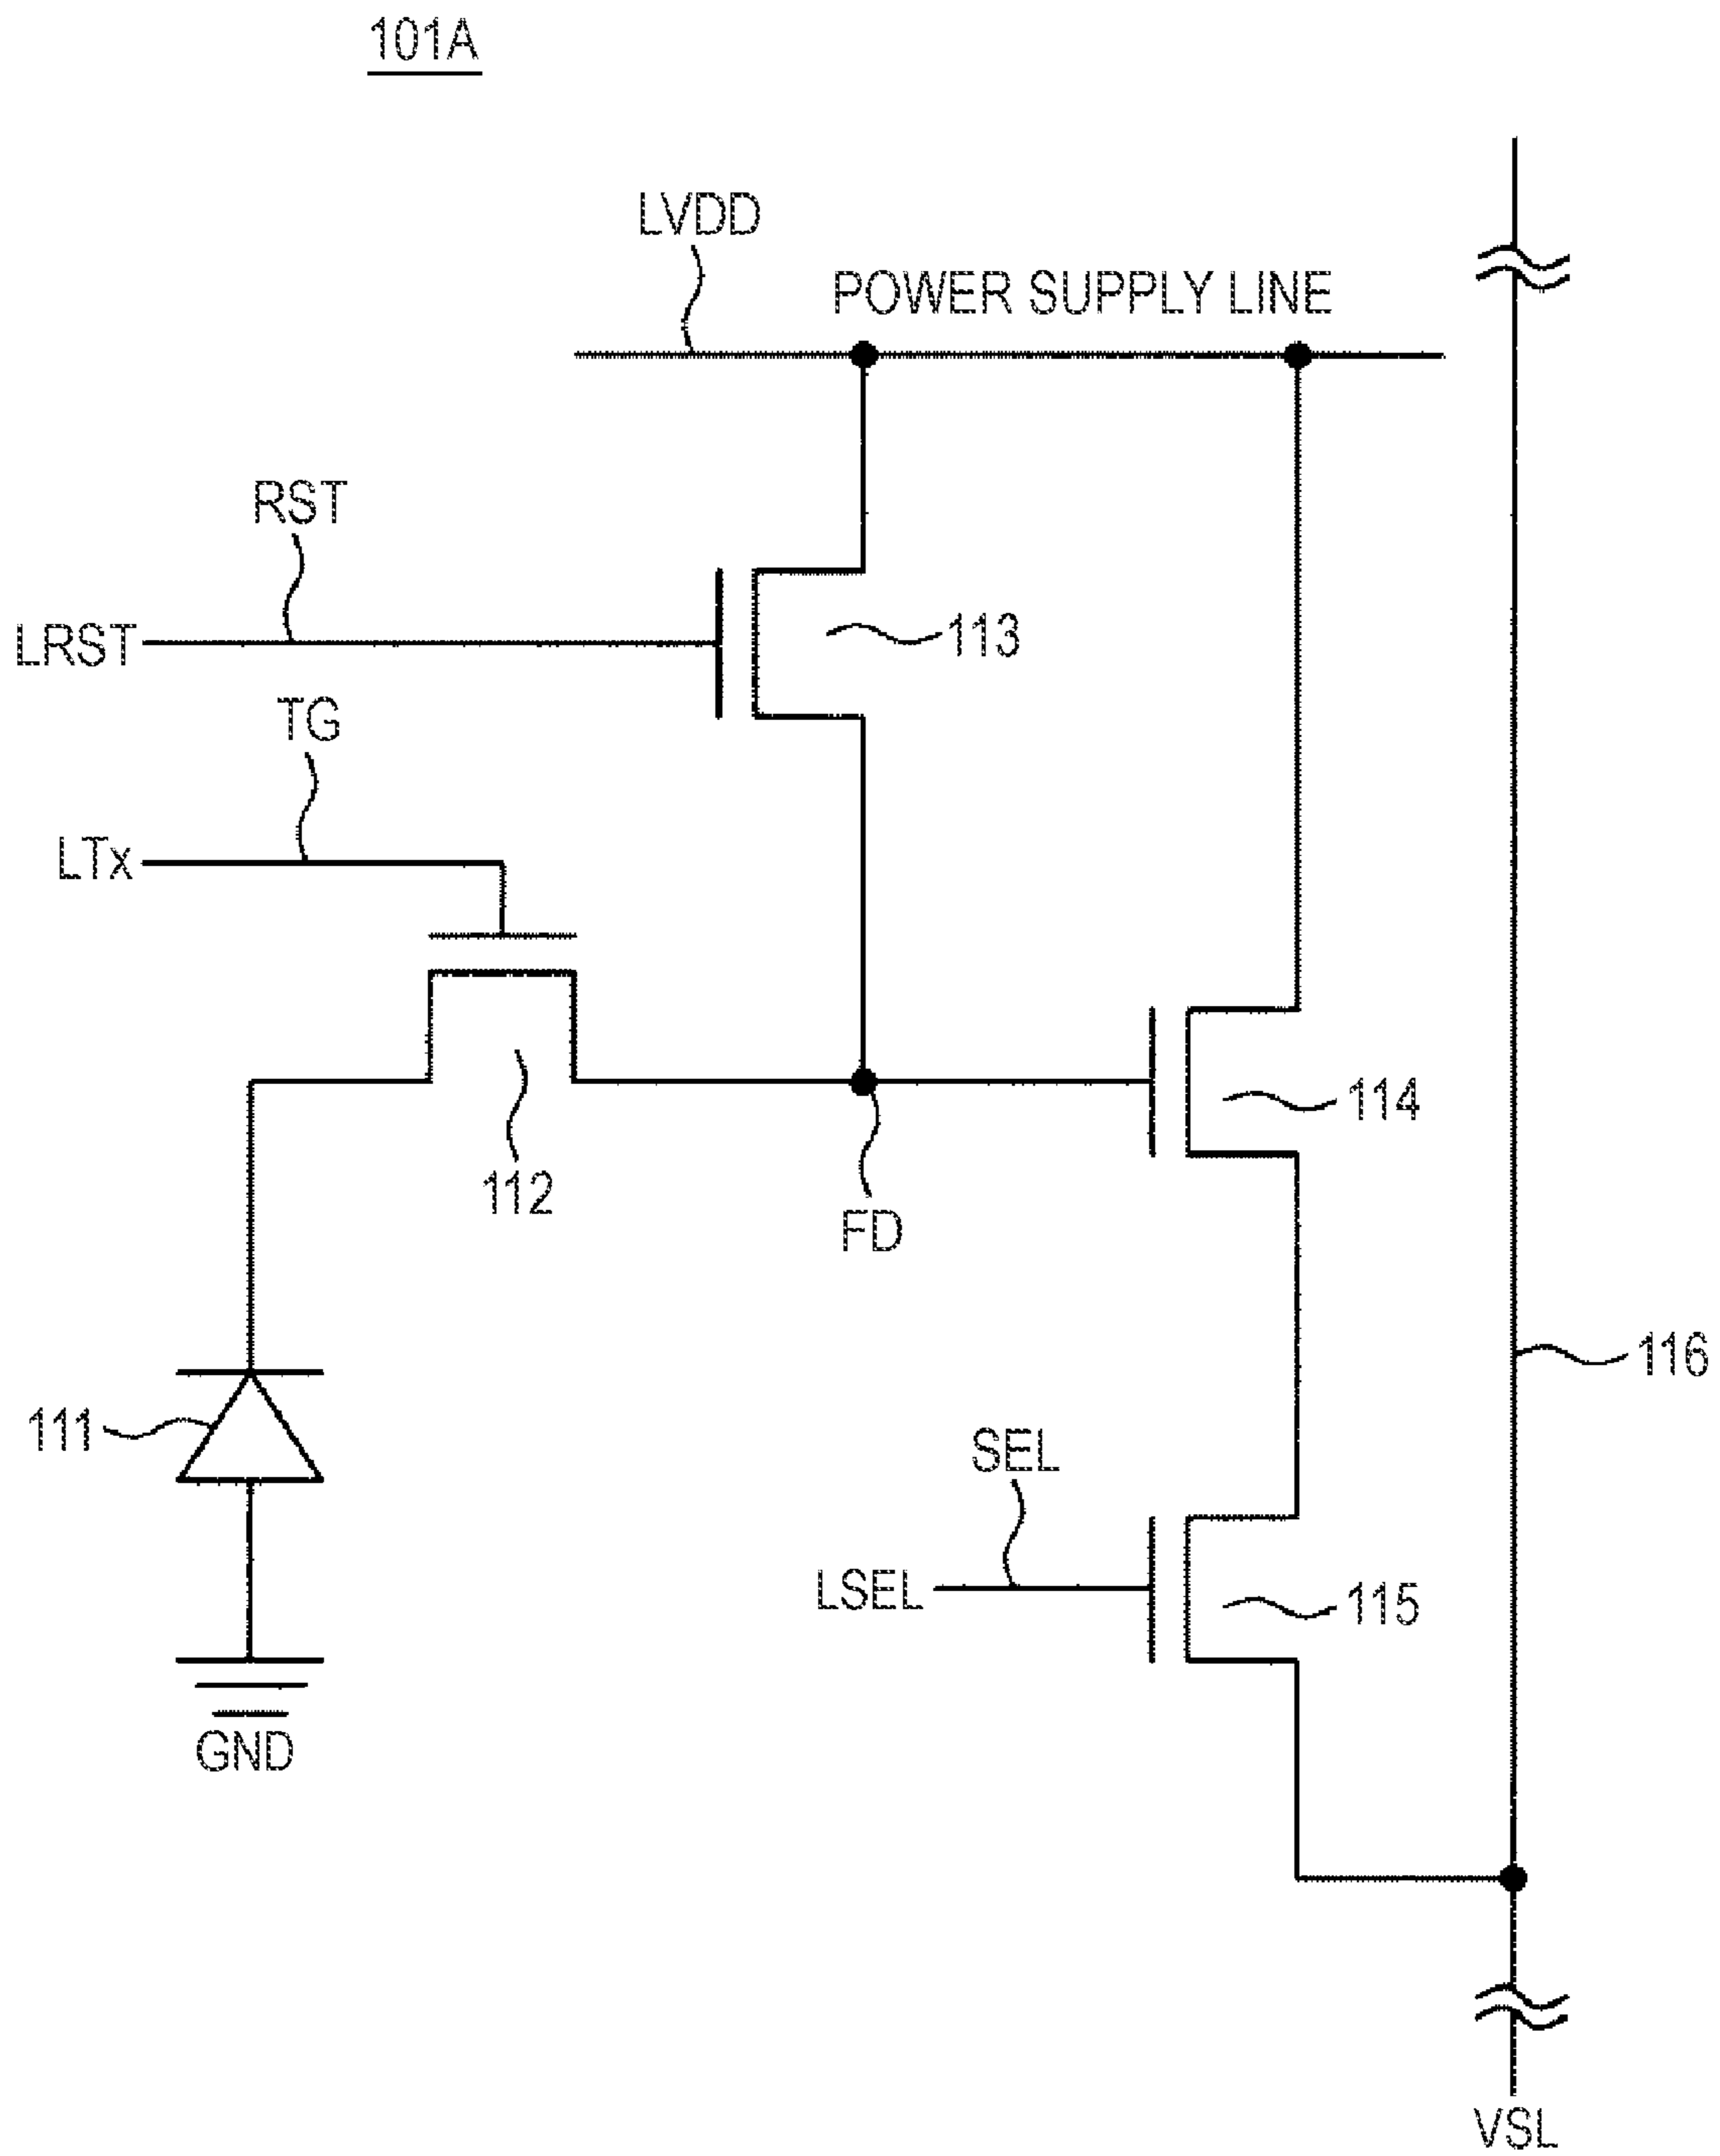 101A
LVDD
POWER SUPPLY LINE
RST
LRST
113
TG
LTx
114
112
FD
116
111
SEL
LSEL
115
GND
VSL